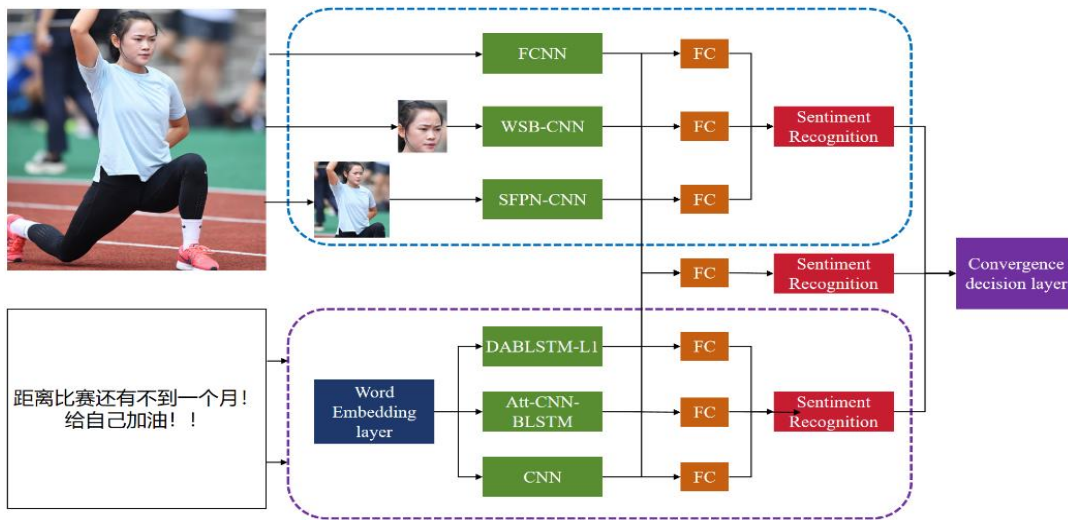 FCNN
FC
WSB-CNN
FC
Sentiment
Recognition
SFPN-CNN
FC
FC
Sentiment
Recognition
Convergence
decision layer
距离比赛还有不到一个月！
给自己加油！！
Word
Embedding
layer
DABLSTM-L1
FC
Att-CNN-
BLSTM
FC
Sentiment
Recognition
CNN
FC